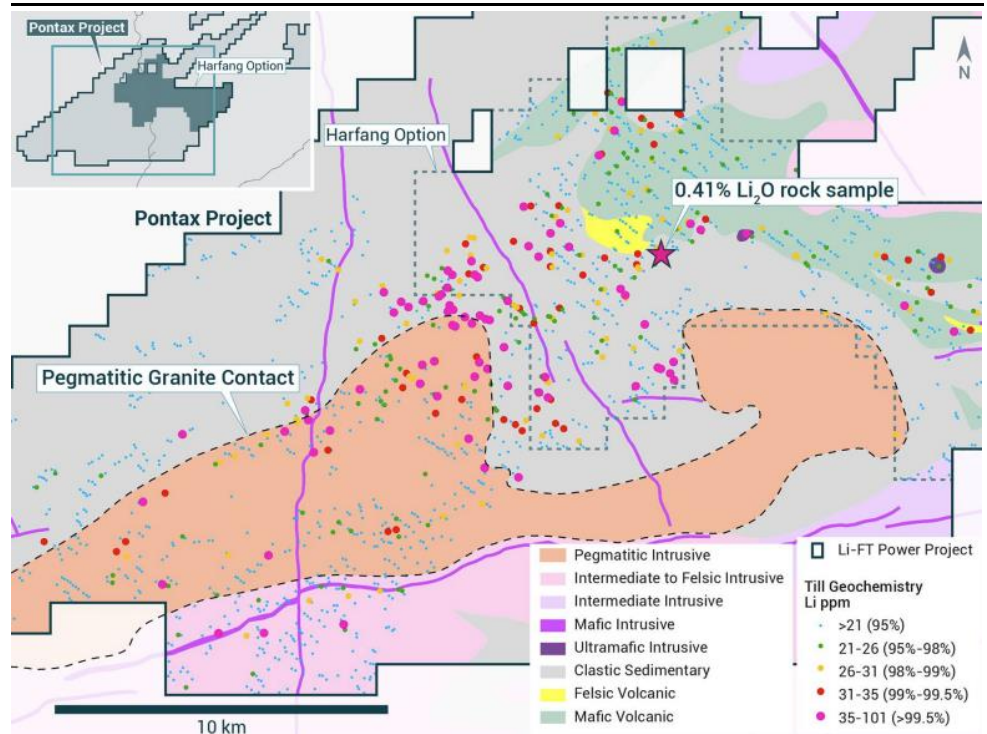 Pontax Project
Harfang Option
N
Harfang Option
0.41% Li₂O rock sample
Pontax Project
Pegmatitic Granite Contact
Pegmatitic Intrusive
Intermediate to Felsic Intrusive
Intermediate Intrusive
Mafic Intrusive
Ultramafic Intrusive
Clastic Sedimentary
Felsic Volcanic
Mafic Volcanic
Li-FT Power Project
Till Geochemistry
Li ppm
>21 (95%)
21-26 (95%-98%)
26-31 (98%-99%)
31-35 (99%-99.5%)
35-101 (>99.5%)
10 km